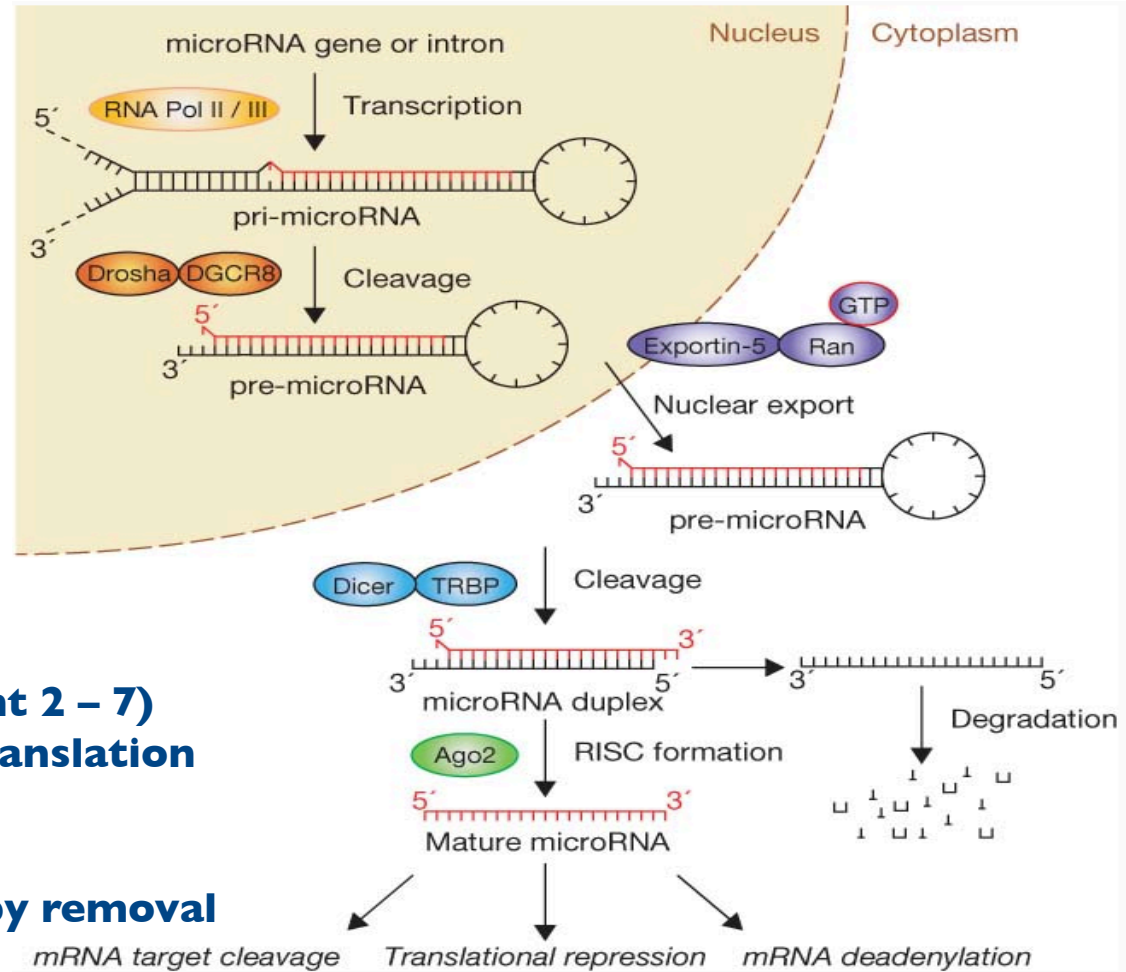 microRNA gene or intron
Nucleus
Cytoplasm
RNA Pol II / III
Transcription
5´
3´
pri-microRNA
Drosha
DGCR8
Cleavage
5´
3´
pre-microRNA
GTP
Exportin-5
Ran
Nuclear export
5´
3´
pre-microRNA
Dicer
TRBP
Cleavage
5´
3´
3´
5´
microRNA duplex
3´
5´
Degradation
nt 2 – 7)
anslation
Ago2
RISC formation
5´
3´
Mature microRNA
by removal
mRNA target cleavage
Translational repression
mRNA deadenylation